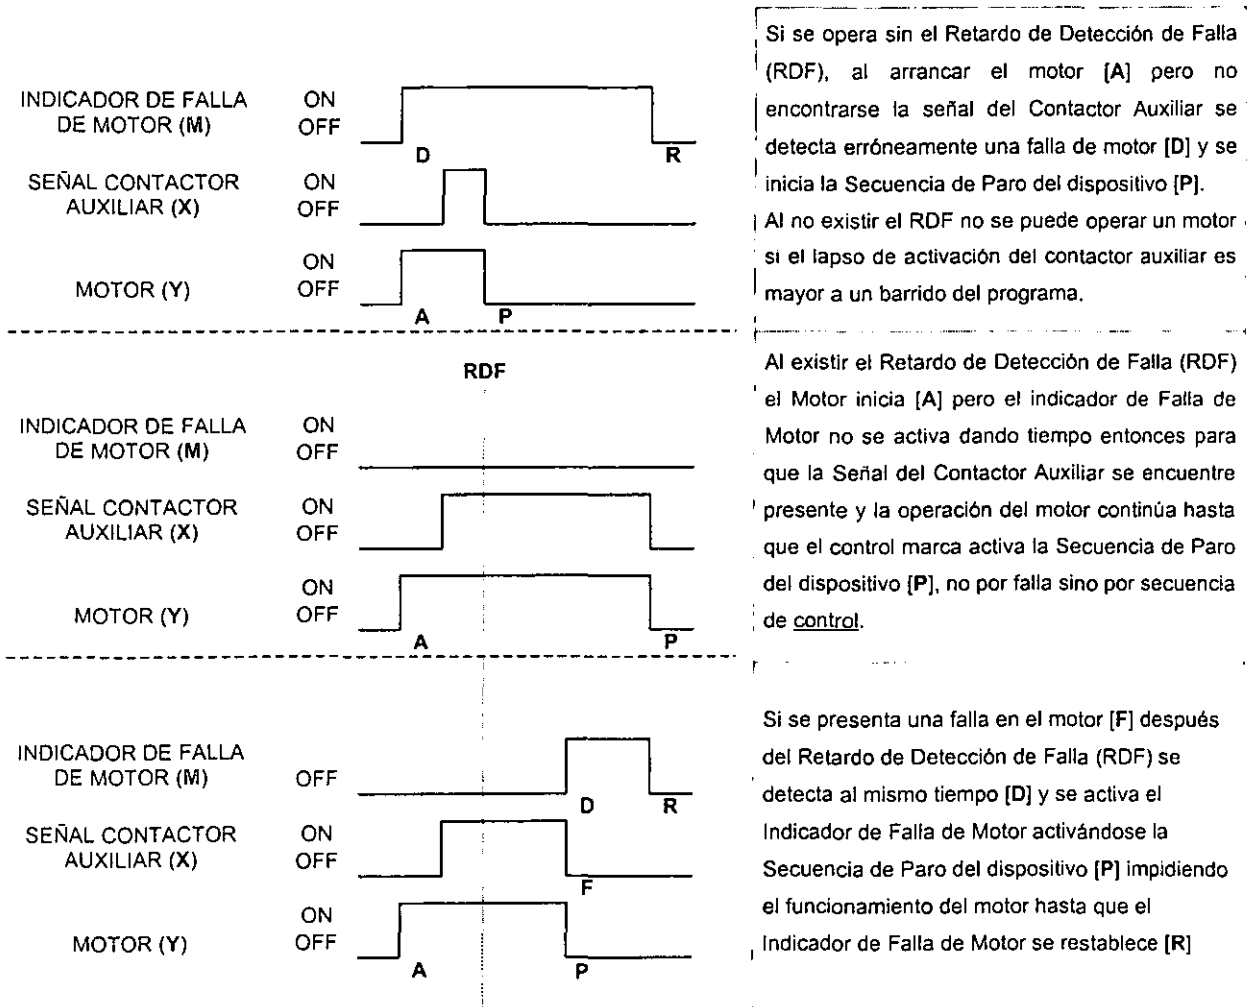 INDICADOR DE FALLA
DE MOTOR (M)
ON
OFF
D
R
SEÑAL CONTACTOR
AUXILIAR (X)
ON
OFF
MOTOR (Y)
ON
OFF
A
P
Si se opera sin el Retardo de Detección de Falla
(RDF), al arrancar el motor [A] pero no
encontrarse la señal del Contactor Auxiliar se
detecta erróneamente una falla de motor [D] y se
inicia la Secuencia de Paro del dispositivo [P].
Al no existir el RDF no se puede operar un motor
si el lapso de activación del contactor auxiliar es
mayor a un barrido del programa.
RDF
INDICADOR DE FALLA
DE MOTOR (M)
ON
OFF
SEÑAL CONTACTOR
AUXILIAR (X)
ON
OFF
MOTOR (Y)
ON
OFF
A
P
Al existir el Retardo de Detección de Falla (RDF)
el Motor inicia [A] pero el indicador de Falla de
Motor no se activa dando tiempo entonces para
que la Señal del Contactor Auxiliar se encuentre
presente y la operación del motor continúa hasta
que el control marca activa la Secuencia de Paro
del dispositivo [P], no por falla sino por secuencia
de control.
INDICADOR DE FALLA
DE MOTOR (M)
OFF
D
R
SEÑAL CONTACTOR
AUXILIAR (X)
ON
OFF
F
MOTOR (Y)
ON
OFF
A
P
Si se presenta una falla en el motor [F] después
del Retardo de Detección de Falla (RDF) se
detecta al mismo tiempo [D] y se activa el
Indicador de Falla de Motor activándose la
Secuencia de Paro del dispositivo [P] impidiendo
el funcionamiento del motor hasta que el
Indicador de Falla de Motor se restablece [R]